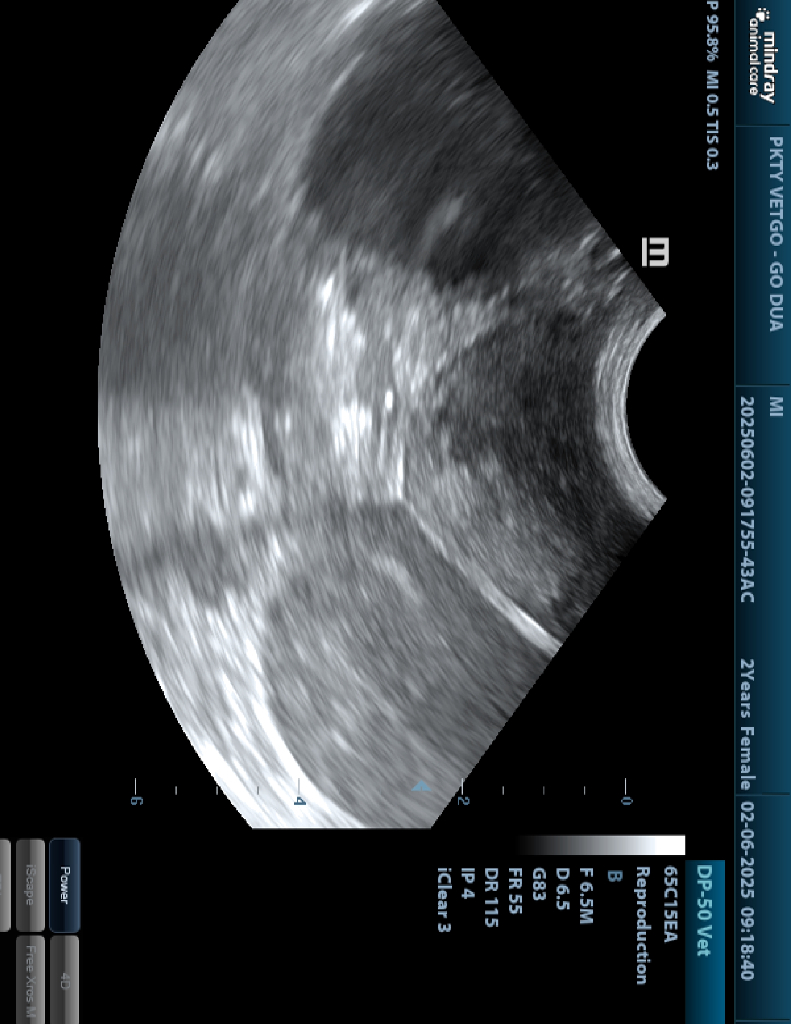 mindray
animal care
PKTY VETGO - GO DUA
MI
20250602-091755-43AC
2Years Female
02-06-2025 09:18:40
P 95.8% MI 0.5 TIS 0.3
m
DP-50 Vet
65C15EA
Reproduction
B
F 6.5M
D 6.5
G83
FR 55
DR 115
IP 4
iClear 3
0
2
4
6
Power
4D
iScape
Free Xros M